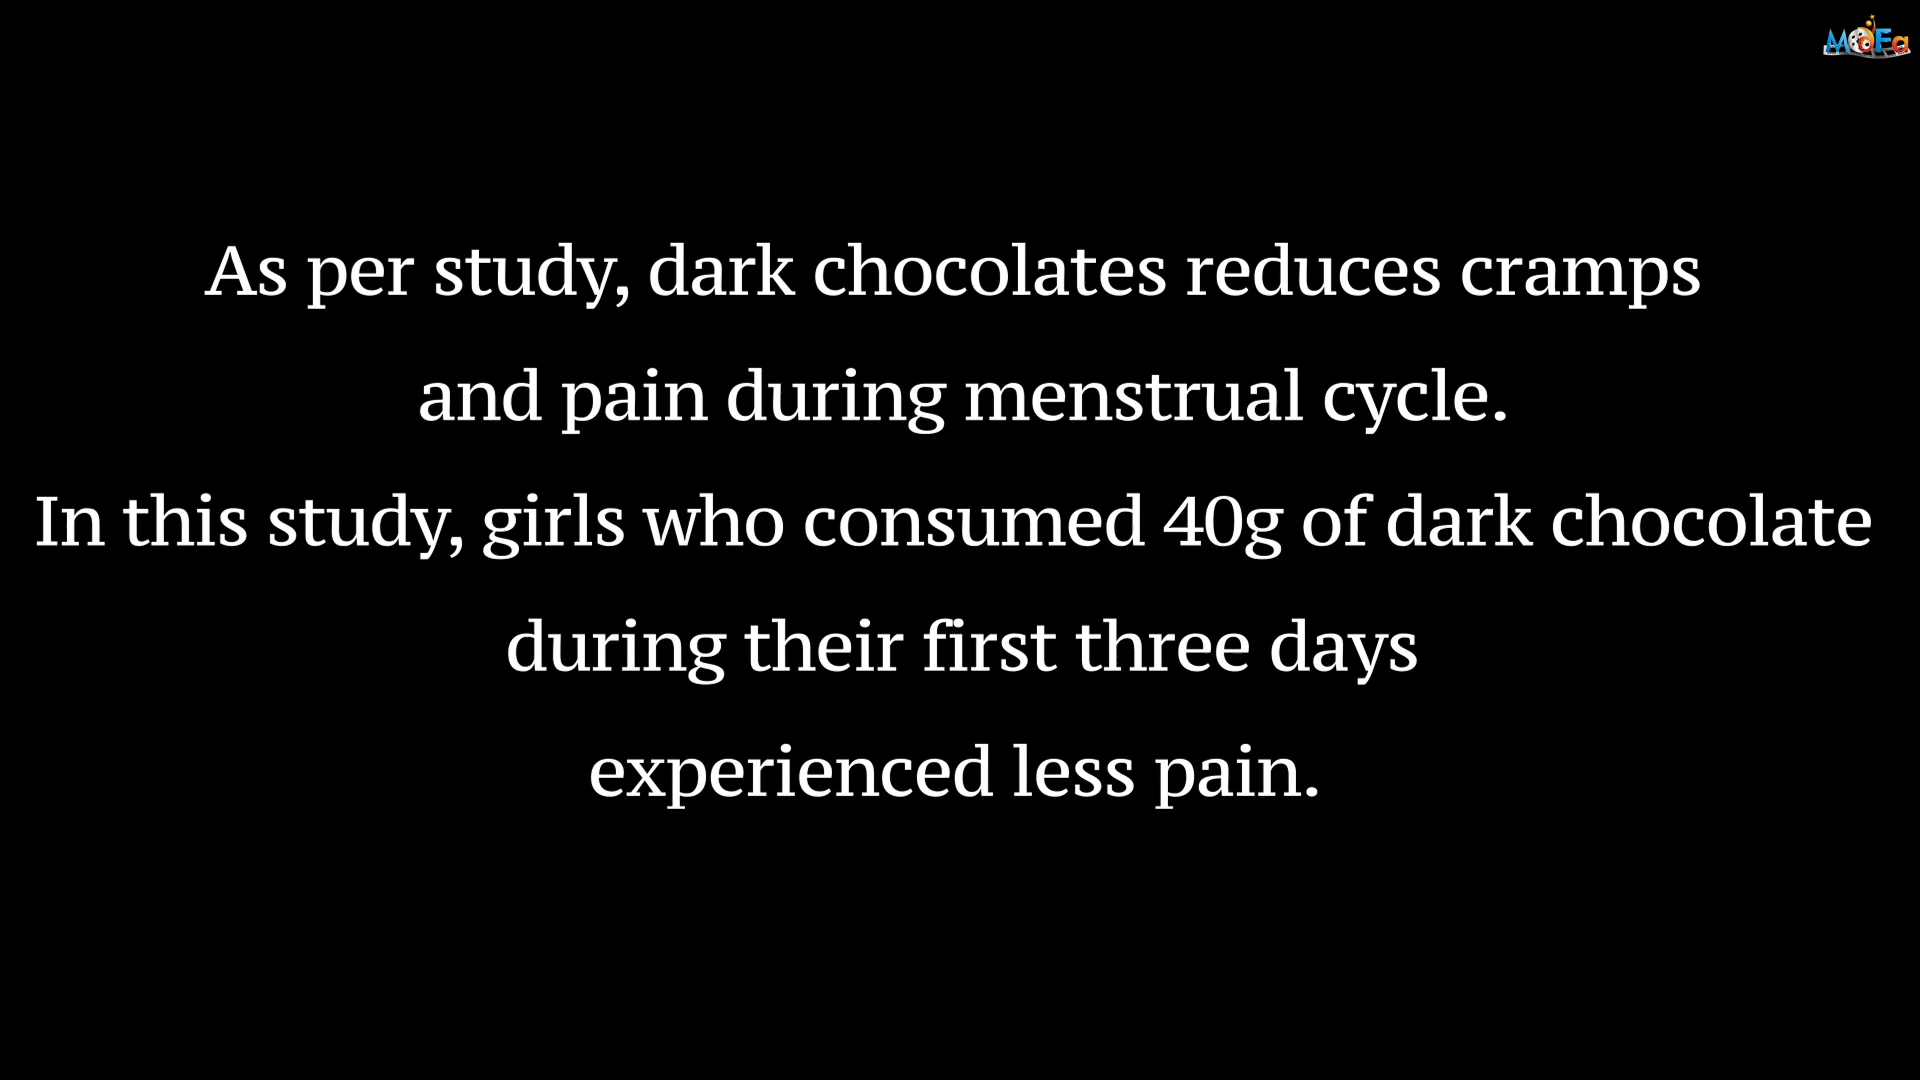 MoFa
As per study, dark chocolates reduces cramps
and pain during menstrual cycle.
In this study, girls who consumed 40g of dark chocolate
during their first three days
experienced less pain.